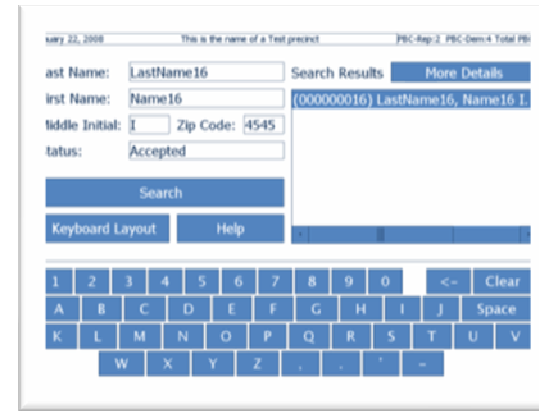 uary 22, 2008 This is the name of a Test precinct PBC-Rep:2 PBC-Dem:4 Total PB
ast Name: LastName16 Search Results More Details
irst Name: Name16 (000000016) LastName16, Name16 I.
Middle Initial: I Zip Code: 4545
tatus: Accepted
Search
Keyboard Layout Help
1 2 3 4 5 6 7 8 9 0 <- Clear
A B C D E F G H I J Space
K L M N O P Q R S T U V
W X Y Z , . ' -